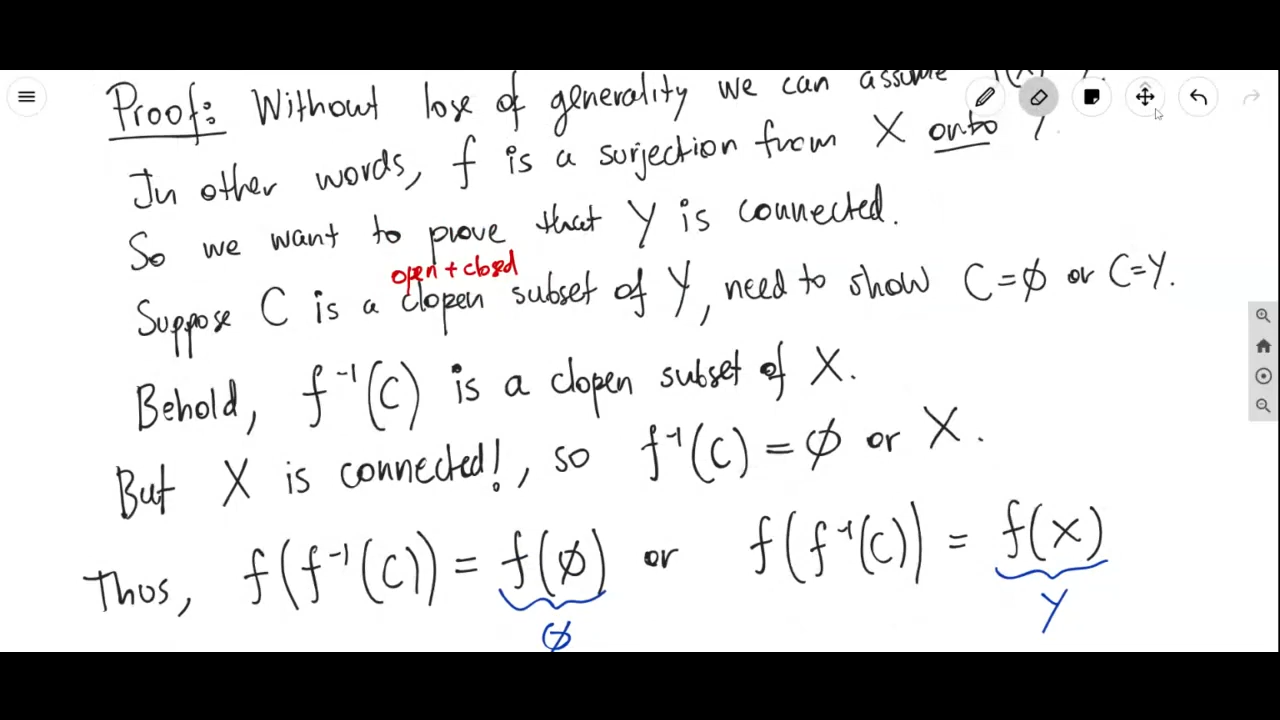 Proof: Without lose of generality we can assume
In other words, f is a surjection from X onto Y.
So we want to prove that Y is connected.
open + closed
Suppose C is a clopen subset of Y, need to show C = ∅ or C = Y.
Behold, f⁻¹(C) is a clopen subset of X.
But X is connected!, so f⁻¹(C) = ∅ or X.
Thus, f(f⁻¹(C)) = f(∅) or f(f⁻¹(C)) = f(X)
∅ Y